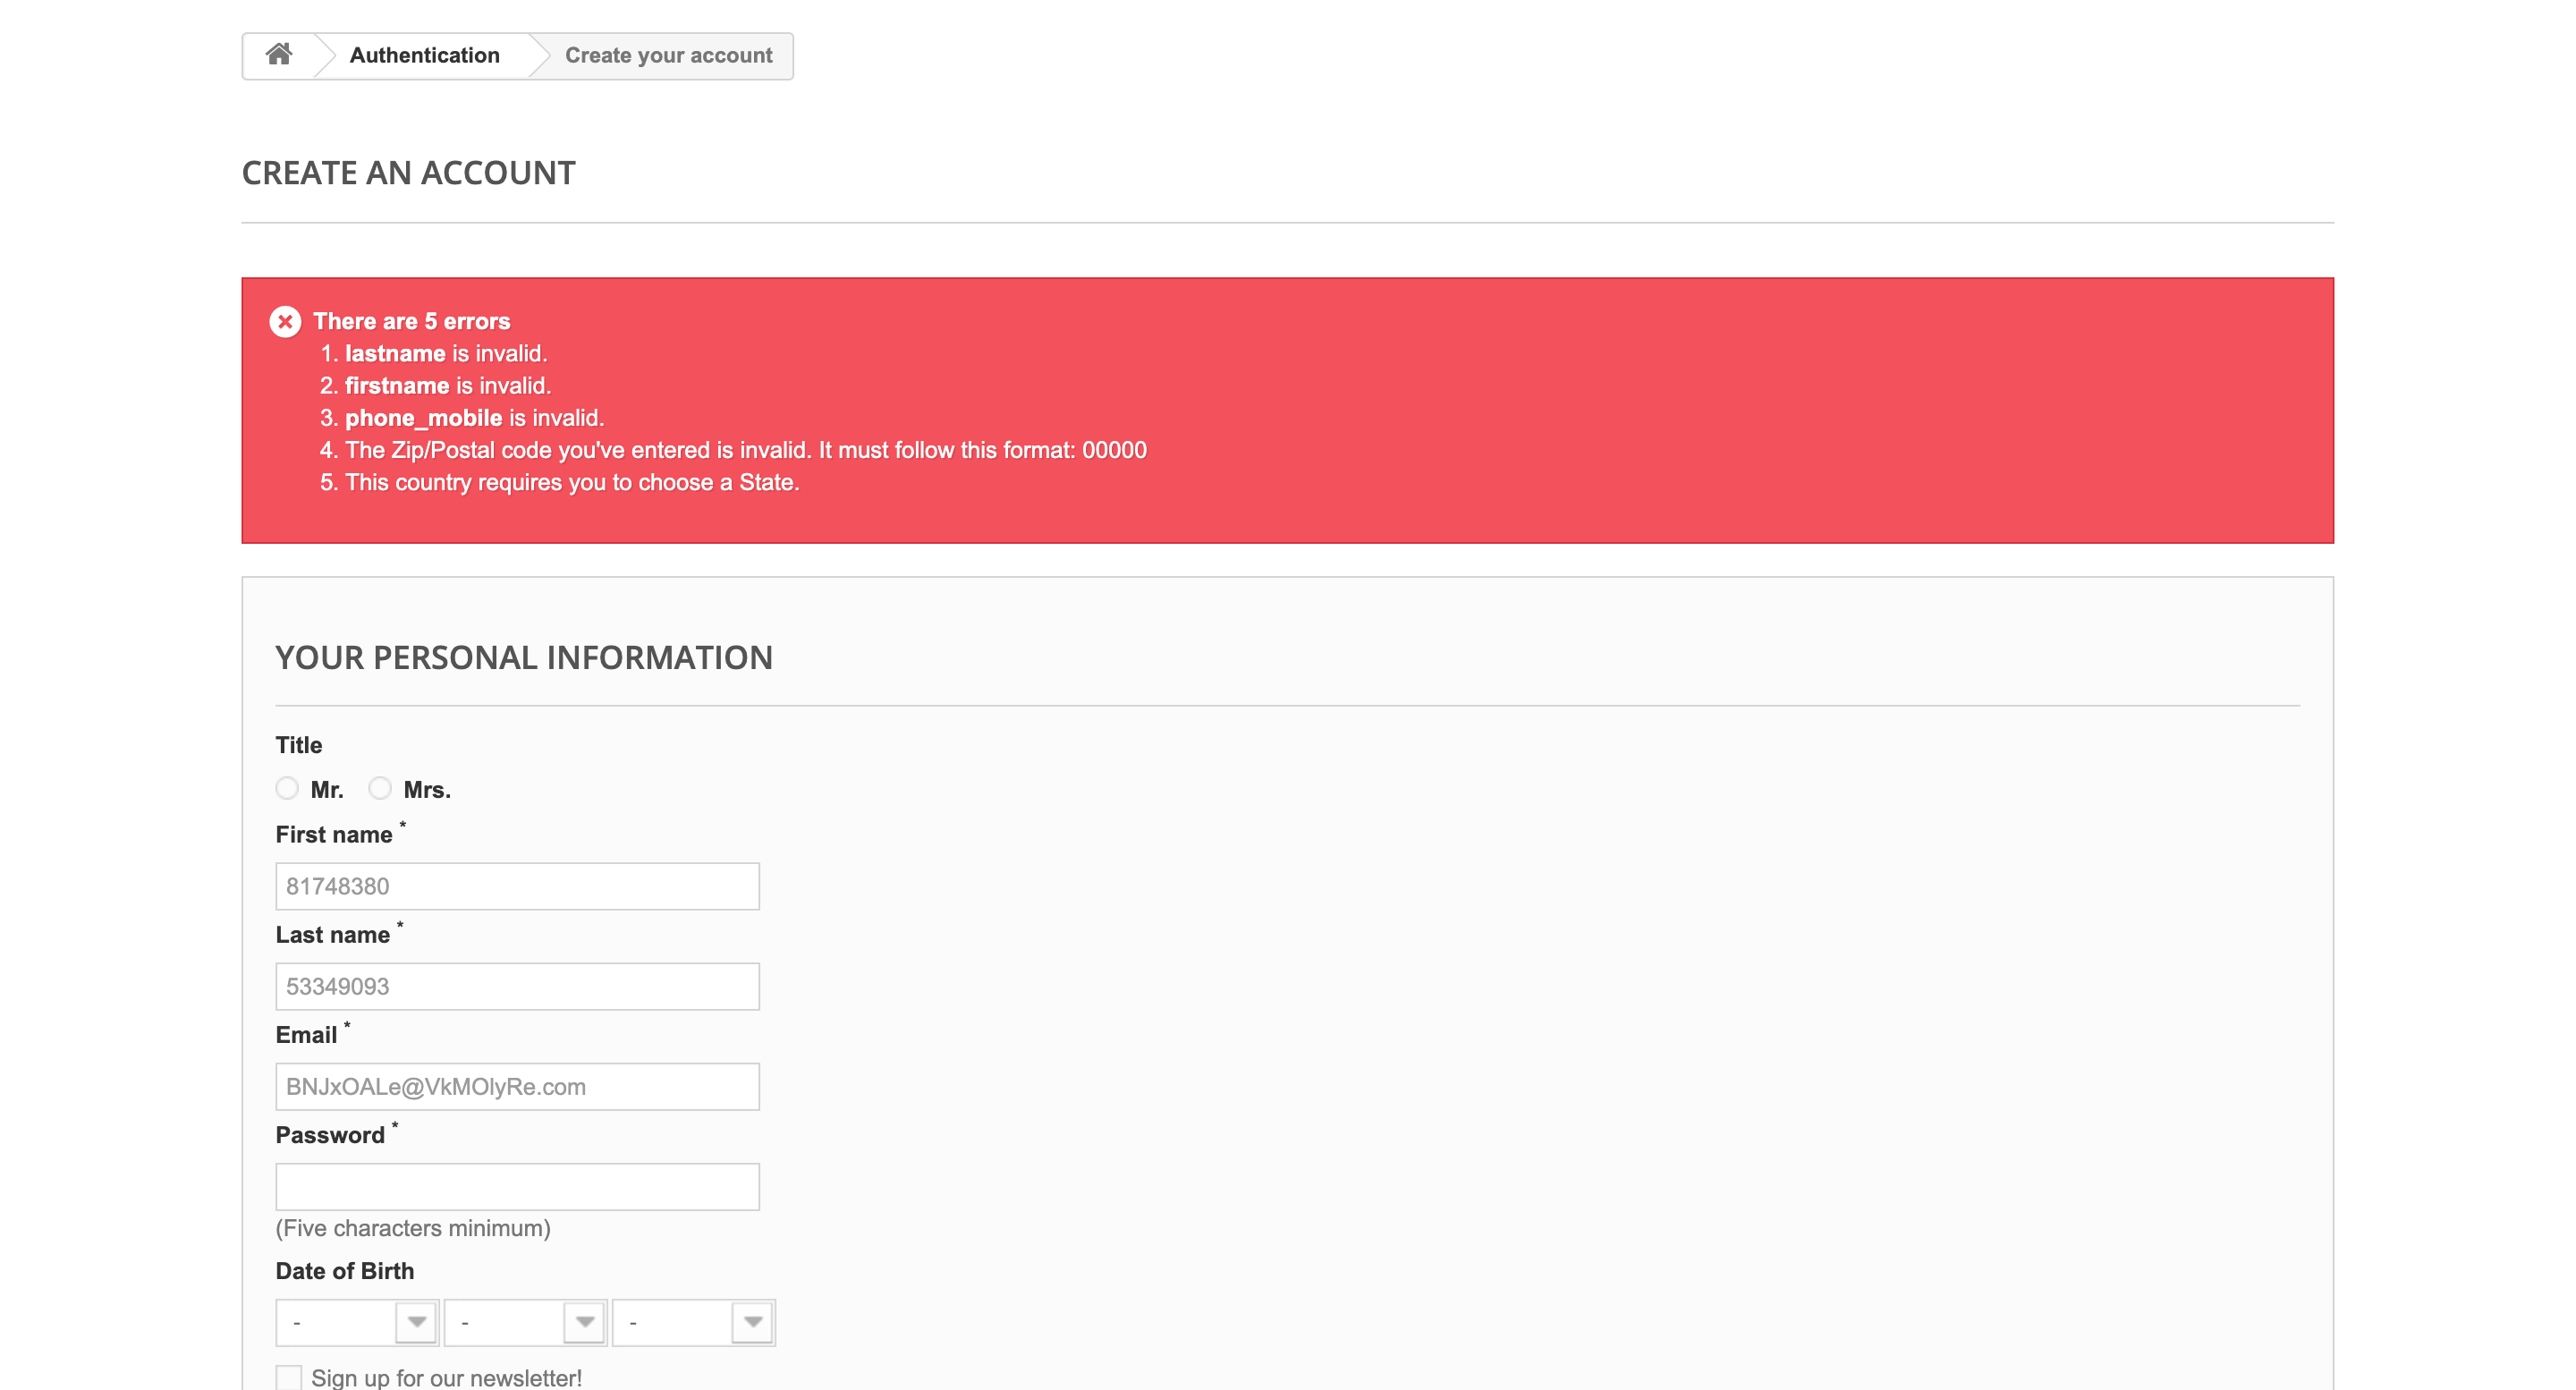 Authentication
Create your account
CREATE AN ACCOUNT
There are 5 errors
1. lastname is invalid.
2. firstname is invalid.
3. phone_mobile is invalid.
4. The Zip/Postal code you've entered is invalid. It must follow this format: 00000
5. This country requires you to choose a State.
YOUR PERSONAL INFORMATION
Title
Mr. Mrs.
First name *
81748380
Last name *
53349093
Email *
BNJxOALe@VkMOlyRe.com
Password *
(Five characters minimum)
Date of Birth
- - -
Sign up for our newsletter!